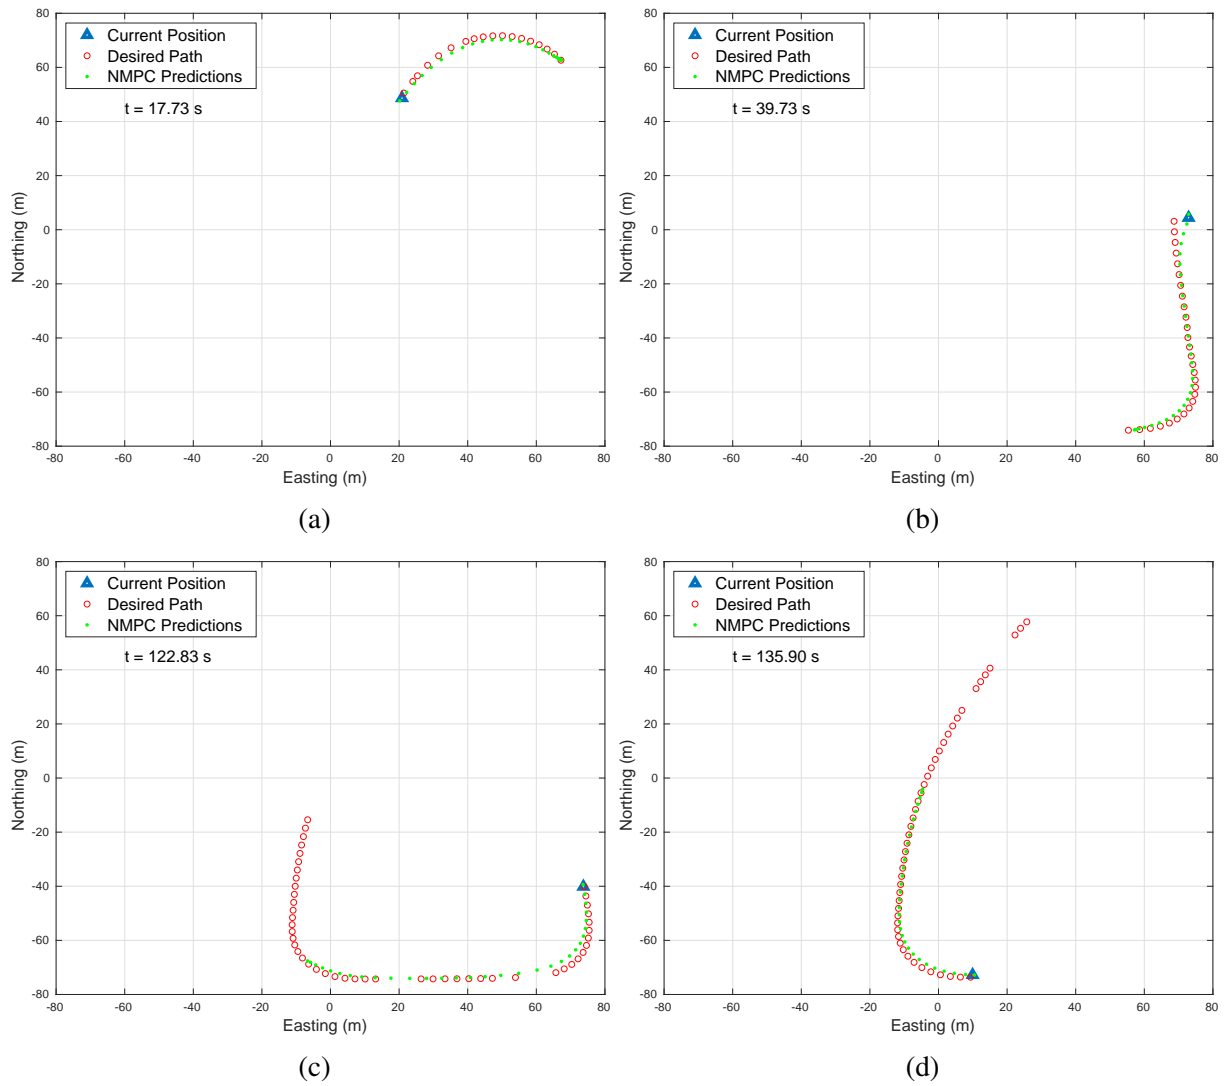 80
60
40
20
0
-20
-40
-60
-80
-80
-60
-40
-20
0
20
40
60
80
Northing (m)
Easting (m)
Current Position
Desired Path
NMPC Predictions
t = 17.73 s
(a)
80
60
40
20
0
-20
-40
-60
-80
-80
-60
-40
-20
0
20
40
60
80
Northing (m)
Easting (m)
Current Position
Desired Path
NMPC Predictions
t = 39.73 s
(b)
80
60
40
20
0
-20
-40
-60
-80
-80
-60
-40
-20
0
20
40
60
80
Northing (m)
Easting (m)
Current Position
Desired Path
NMPC Predictions
t = 122.83 s
(c)
80
60
40
20
0
-20
-40
-60
-80
-80
-60
-40
-20
0
20
40
60
80
Northing (m)
Easting (m)
Current Position
Desired Path
NMPC Predictions
t = 135.90 s
(d)